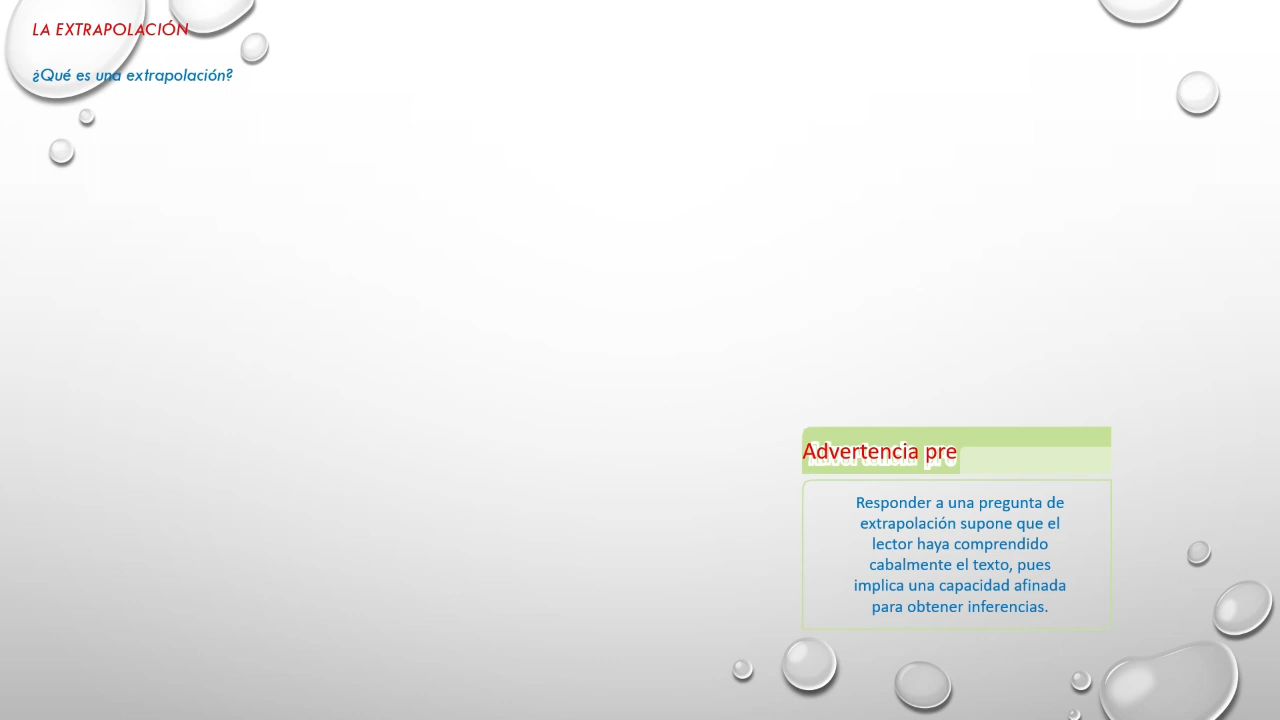 LA EXTRAPOLACIÓN
¿Qué es una extrapolación?
Advertencia pre
Responder a una pregunta de
extrapolación supone que el
lector haya comprendido
cabalmente el texto, pues
implica una capacidad afinada
para obtener inferencias.